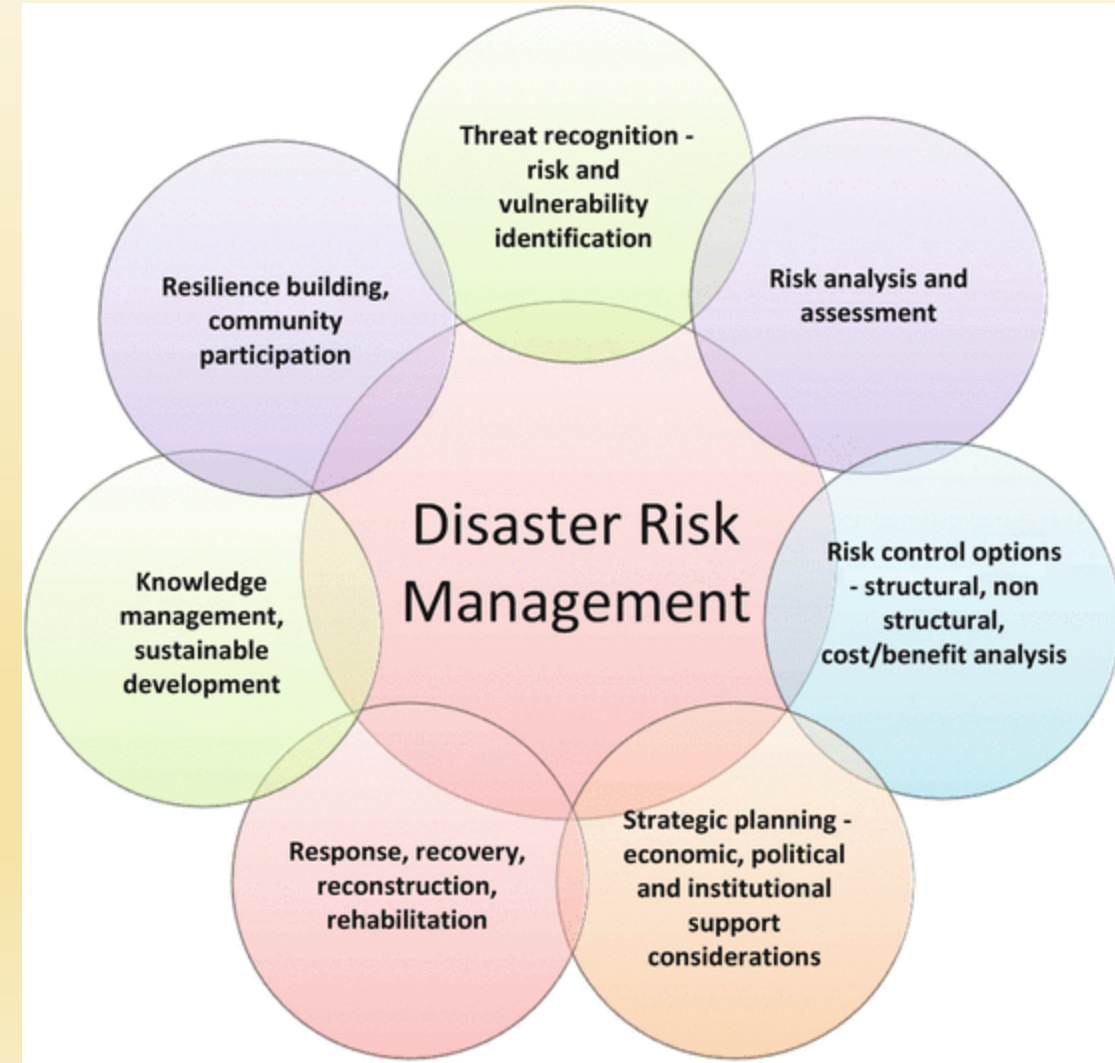 Threat recognition -
risk and
vulnerability
identification
Risk analysis and
assessment
Risk control options
- structural, non
structural,
cost/benefit analysis
Strategic planning -
economic, political
and institutional
support
considerations
Response, recovery,
reconstruction,
rehabilitation
Knowledge
management,
sustainable
development
Resilience building,
community
participation
Disaster Risk
Management